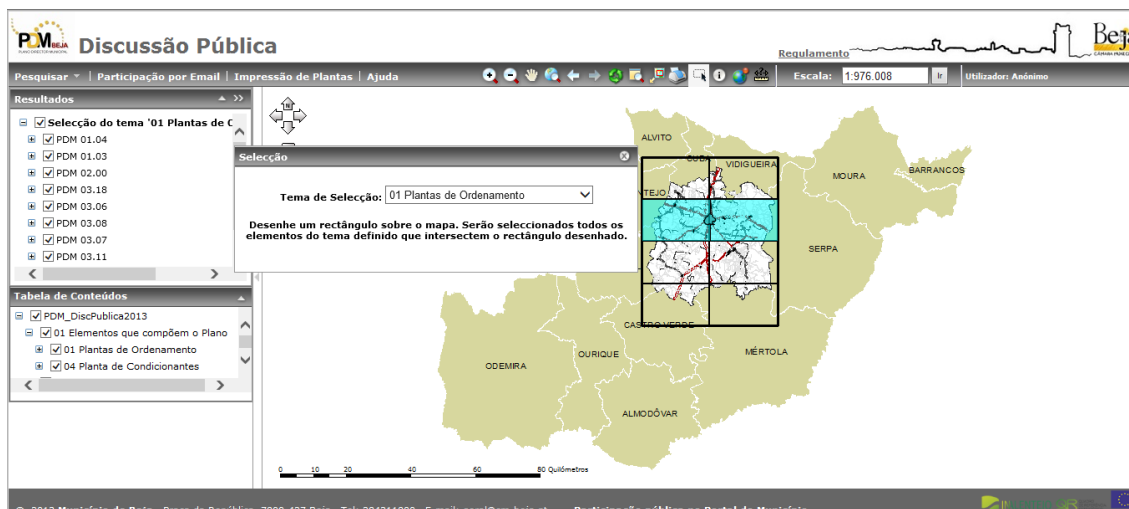 PDM BEJA
PLANO DIRECTOR MUNICIPAL
Discussão Pública
Regulamento
Beja
Pesquisar | Participação por Email | Impressão de Plantas | Ajuda
Escala: 1:976.008 Ir Utilizador: Anónimo
Resultados
Selecção do tema '01 Plantas de
PDM 01.04
PDM 01.03
PDM 02.00
PDM 03.18
PDM 03.06
PDM 03.08
PDM 03.07
PDM 03.11
Selecção
Tema de Selecção: 01 Plantas de Ordenamento
Desenhe um rectângulo sobre o mapa. Serão seleccionados todos os
elementos do tema definido que intersectem o rectângulo desenhado.
Tabela de Conteúdos
PDM_DiscPublica2013
01 Elementos que compõem o Plano
01 Plantas de Ordenamento
04 Planta de Condicionantes
N
ALVITO
CUBA
VIDIGUEIRA
MOURA
BARRANCOS
TEJO
SERPA
CASTRO VERDE
OURIQUE
MÉRTOLA
ODEMIRA
ALMODÔVAR
0 10 20 40 60 80 Quilómetros